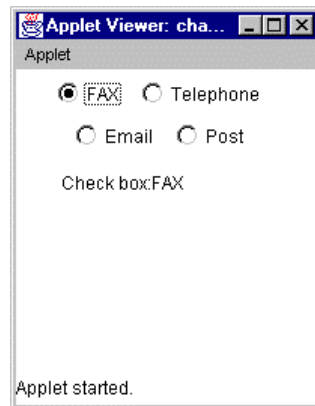 Applet Viewer: cha...
Applet
FAX Telephone
Email Post
Check box:FAX
Applet started.